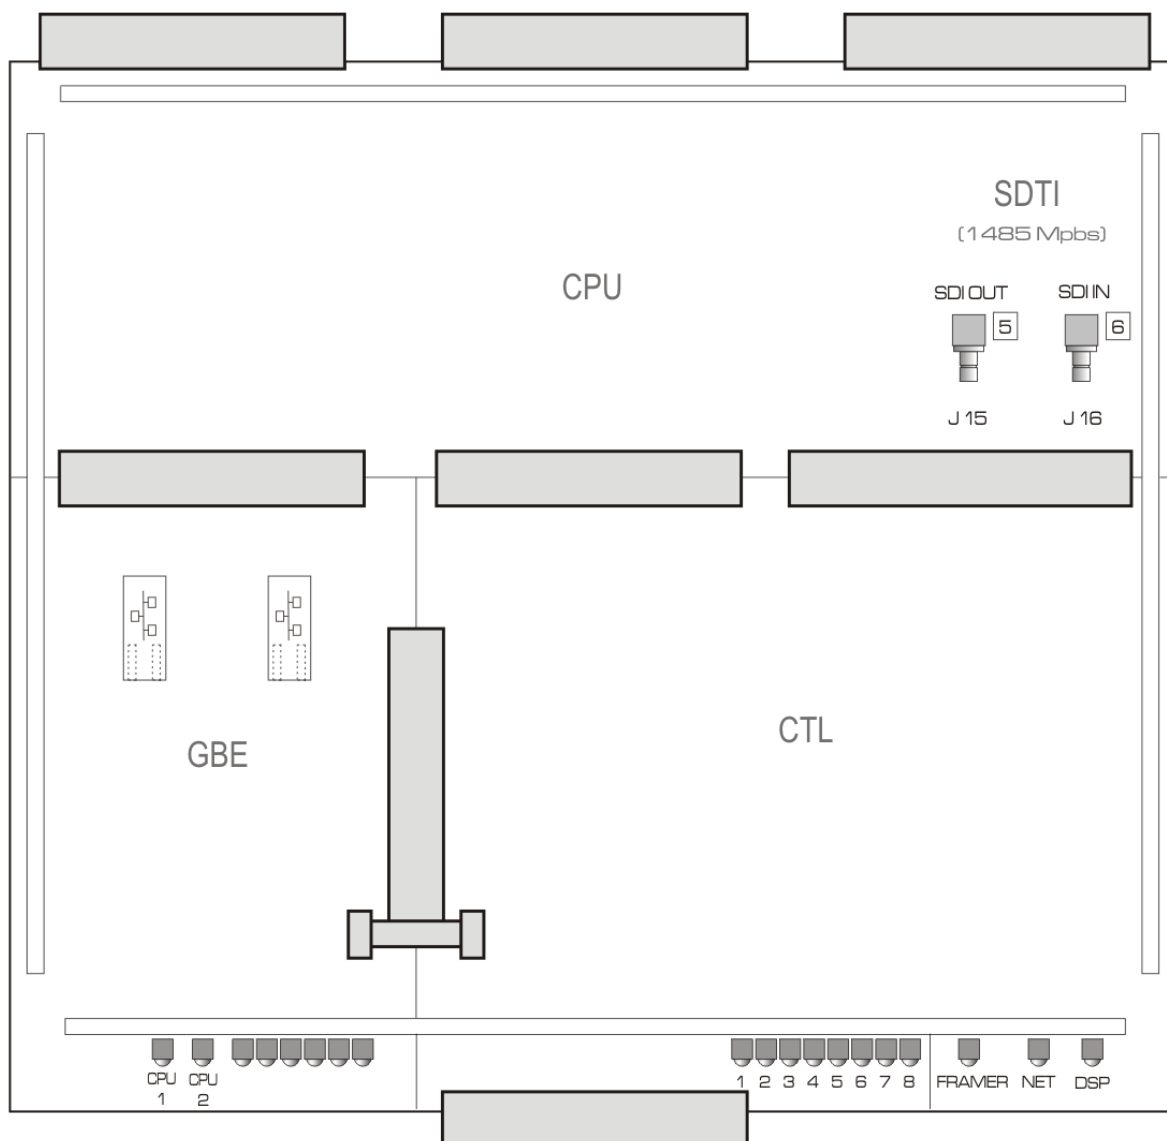 SDTI
(1485 Mpbs)
CPU
SDI OUT
SDI IN
5
6
J 15
J 16
GBE
CTL
CPU
1
CPU
2
1 2 3 4 5 6 7 8
FRAMER
NET
DSP